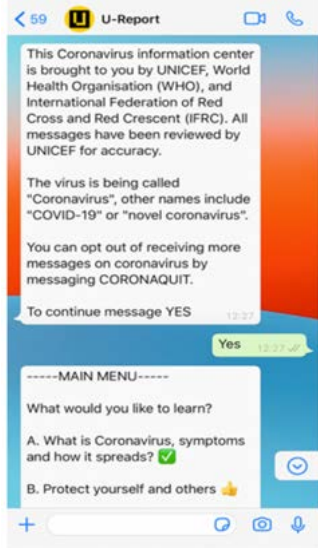 59 U-Report
This Coronavirus information center
is brought to you by UNICEF, World
Health Organisation (WHO), and
International Federation of Red
Cross and Red Crescent (IFRC). All
messages have been reviewed by
UNICEF for accuracy.
The virus is being called
"Coronavirus", other names include
"COVID-19" or "novel coronavirus".
You can opt out of receiving more
messages on coronavirus by
messaging CORONAQUIT.
To continue message YES 12:27
Yes 12:27
-----MAIN MENU-----
What would you like to learn?
A. What is Coronavirus, symptoms
and how it spreads? ✅
B. Protect yourself and others 👍